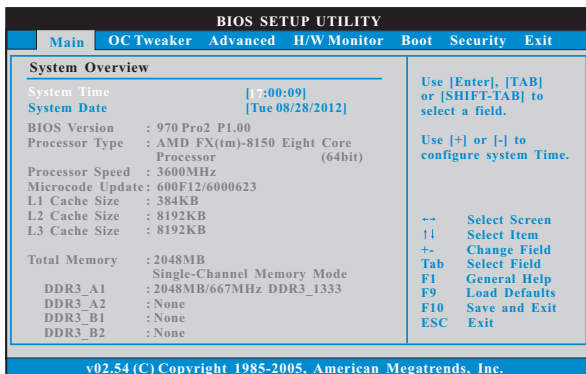 BIOS SETUP UTILITY
Main OC Tweaker Advanced H/W Monitor Boot Security Exit
System Overview
System Time [17:00:09]
System Date [Tue 08/28/2012]
BIOS Version : 970 Pro2 P1.00
Processor Type : AMD FX(tm)-8150 Eight Core
Processor (64bit)
Processor Speed : 3600MHz
Microcode Update : 600F12/6000623
L1 Cache Size : 384KB
L2 Cache Size : 8192KB
L3 Cache Size : 8192KB
Total Memory : 2048MB
Single-Channel Memory Mode
DDR3_A1 : 2048MB/667MHz DDR3_1333
DDR3_A2 : None
DDR3_B1 : None
DDR3_B2 : None
Use [Enter], [TAB]
or [SHIFT-TAB] to
select a field.
Use [+] or [-] to
configure system Time.
←→ Select Screen
↑↓ Select Item
+- Change Field
Tab Select Field
F1 General Help
F9 Load Defaults
F10 Save and Exit
ESC Exit
v02.54 (C) Copyright 1985-2005, American Megatrends, Inc.